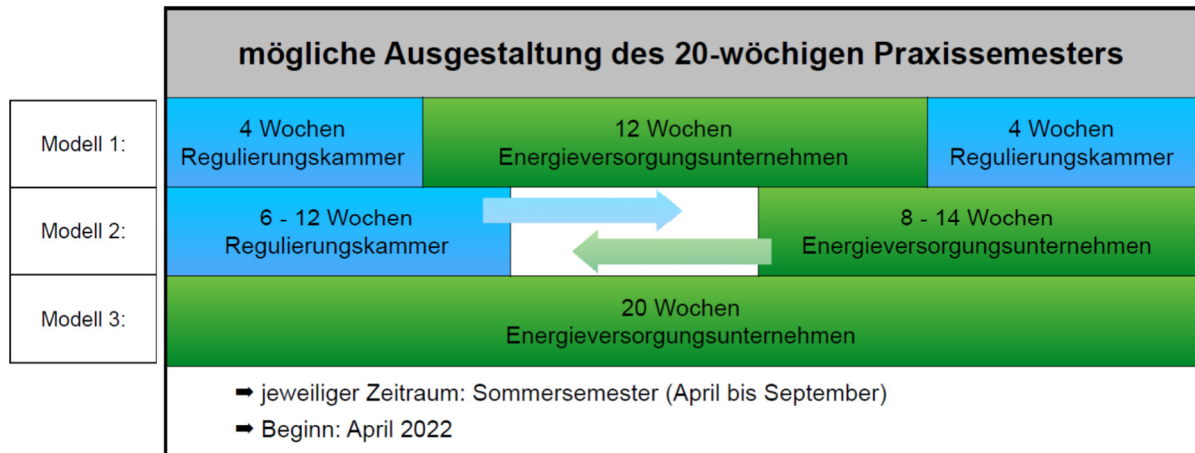 mögliche Ausgestaltung des 20-wöchigen Praxissemesters
Modell 1:
4 Wochen
Regulierungskammer
12 Wochen
Energieversorgungsunternehmen
4 Wochen
Regulierungskammer
Modell 2:
6 - 12 Wochen
Regulierungskammer
8 - 14 Wochen
Energieversorgungsunternehmen
Modell 3:
20 Wochen
Energieversorgungsunternehmen
➡ jeweiliger Zeitraum: Sommersemester (April bis September)
➡ Beginn: April 2022